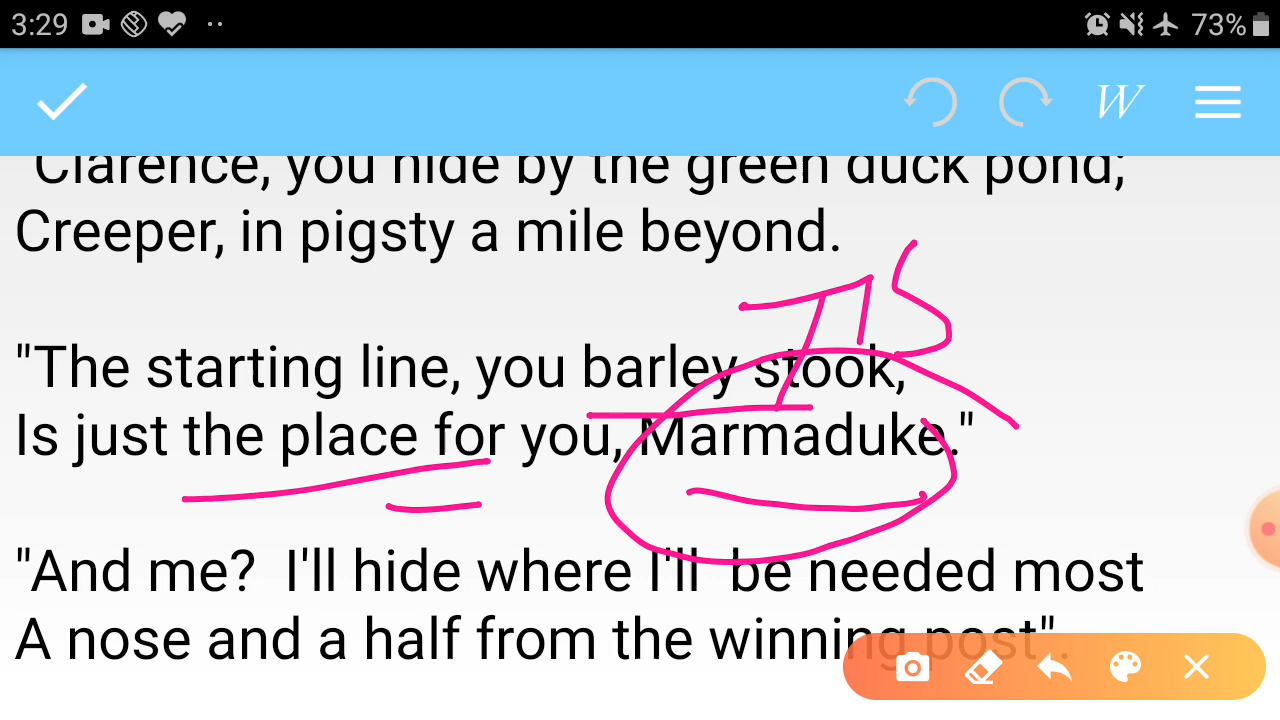 3:29 73%
W
"Clarence, you hide by the green duck pond;
Creeper, in pigsty a mile beyond.
"The starting line, you barley stook,
Is just the place for you, Marmaduke."
"And me? I'll hide where I'll be needed most
A nose and a half from the winning post".